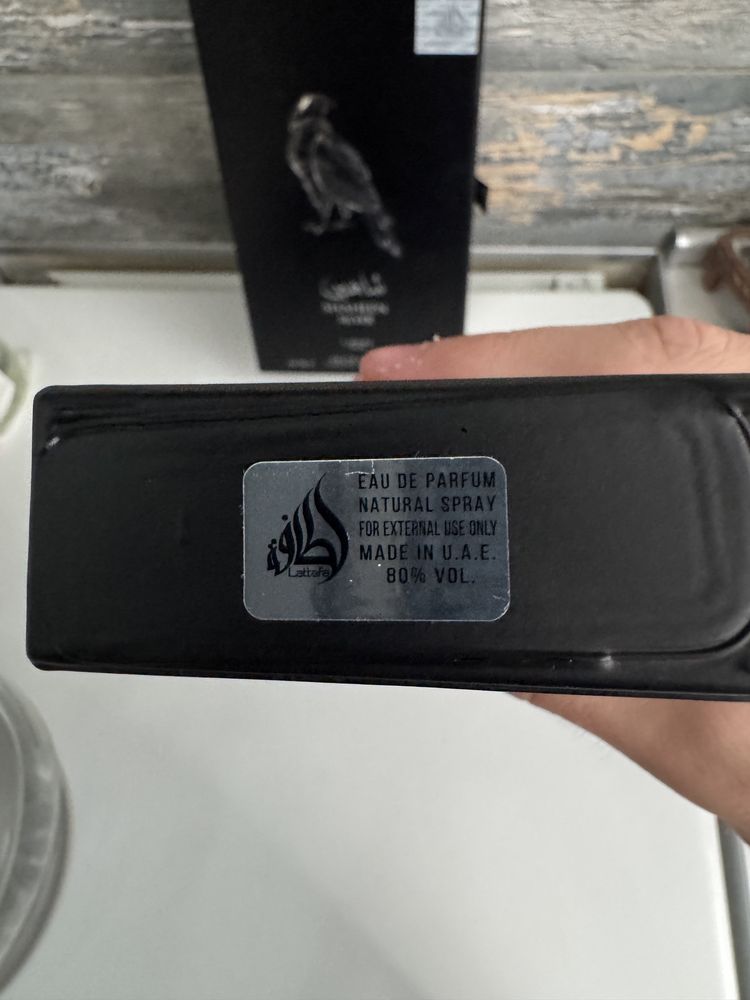 شاهين
EAU DE PARFUM
NATURAL SPRAY
FOR EXTERNAL USE ONLY
MADE IN U.A.E.
80% VOL.
لطافة
Lattafa